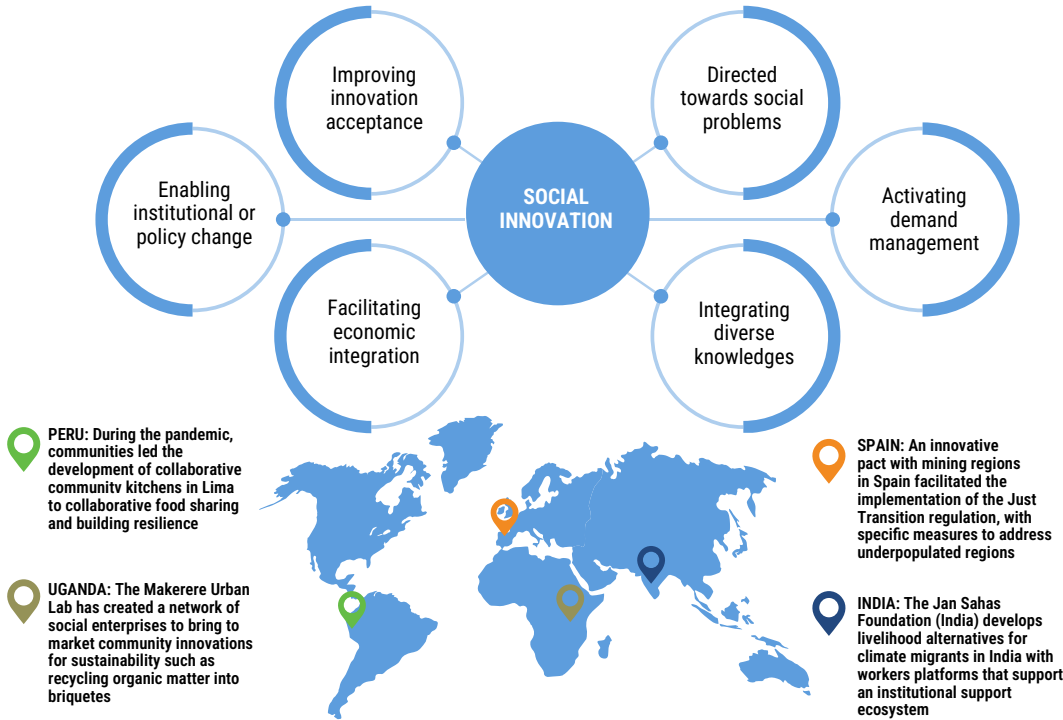 Improving
innovation
acceptance
Directed
towards social
problems
Enabling
institutional or
policy change
SOCIAL
INNOVATION
Activating
demand
management
Facilitating
economic
integration
Integrating
diverse
knowledges
PERU: During the pandemic,
communities led the
development of collaborative
community kitchens in Lima
to collaborative food sharing
and building resilience
UGANDA: The Makerere Urban
Lab has created a network of
social enterprises to bring to
market community innovations
for sustainability such as
recycling organic matter into
briquetes
SPAIN: An innovative
pact with mining regions
in Spain facilitated the
implementation of the Just
Transition regulation, with
specific measures to address
underpopulated regions
INDIA: The Jan Sahas
Foundation (India) develops
livelihood alternatives for
climate migrants in India with
workers platforms that support
an institutional support
ecosystem